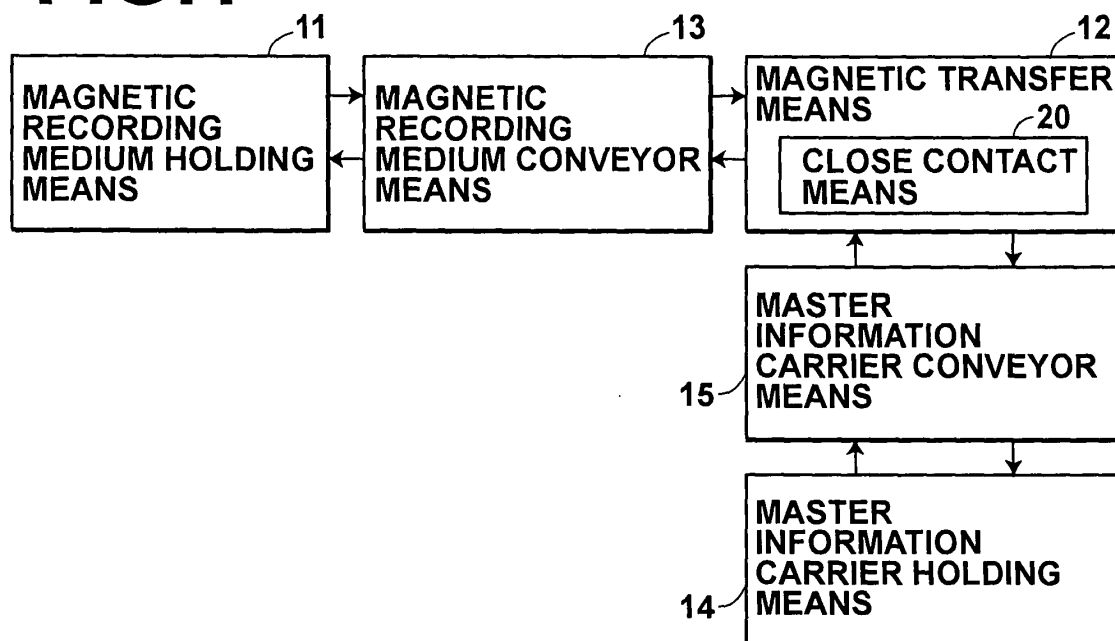 11
13
12
MAGNETIC
RECORDING
MEDIUM HOLDING
MEANS
MAGNETIC
RECORDING
MEDIUM CONVEYOR
MEANS
MAGNETIC TRANSFER
MEANS
20
CLOSE CONTACT
MEANS
MASTER
INFORMATION
CARRIER CONVEYOR
MEANS
15
MASTER
INFORMATION
CARRIER HOLDING
MEANS
14